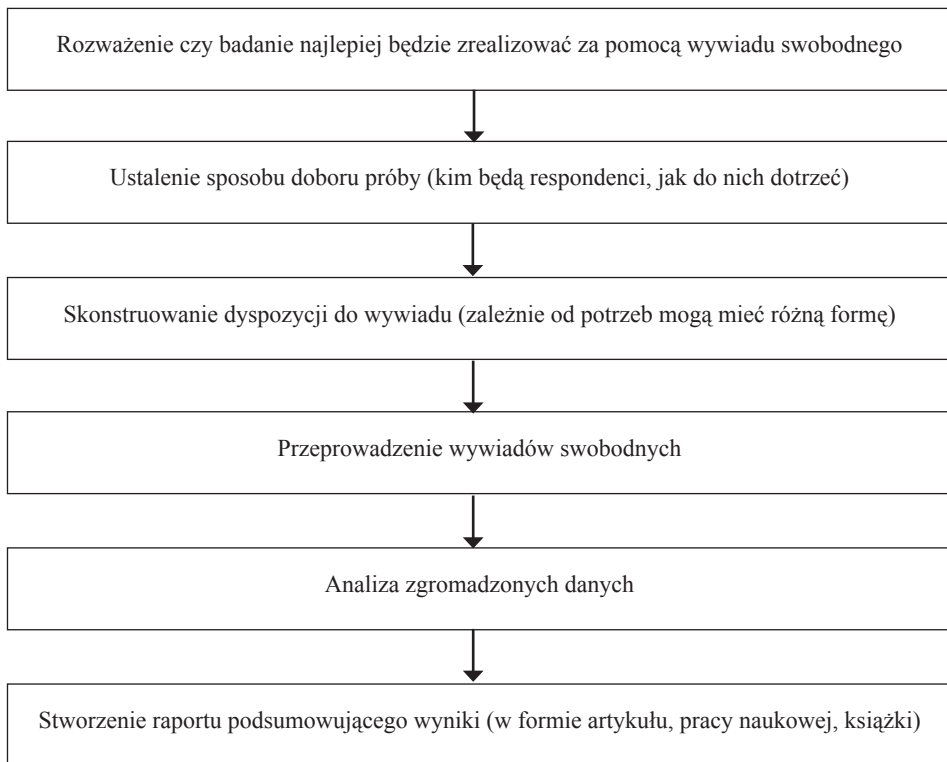 Rozważenie czy badanie najlepiej będzie zrealizować za pomocą wywiadu swobodnego
Ustalenie sposobu doboru próby (kim będą respondenci, jak do nich dotrzeć)
Skonstruowanie dyspozycji do wywiadu (zależnie od potrzeb mogą mieć różną formę)
Przeprowadzenie wywiadów swobodnych
Analiza zgromadzonych danych
Stworzenie raportu podsumowującego wyniki (w formie artykułu, pracy naukowej, książki)